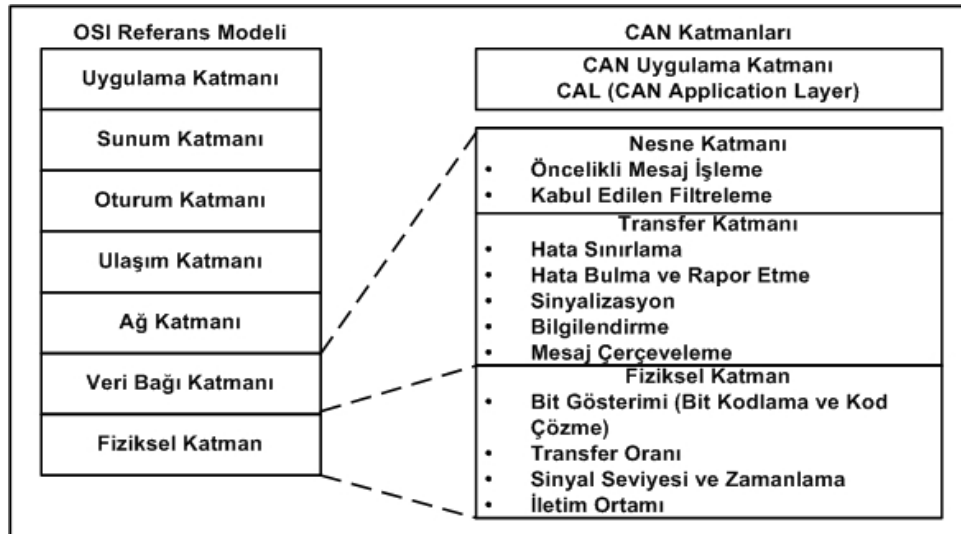 OSI Referans Modeli
Uygulama Katmanı
Sunum Katmanı
Oturum Katmanı
Ulaşım Katmanı
Ağ Katmanı
Veri Bağı Katmanı
Fiziksel Katman
CAN Katmanları
CAN Uygulama Katmanı
CAL (CAN Application Layer)
Nesne Katmanı
• Öncelikli Mesaj İşleme
• Kabul Edilen Filtreleme
Transfer Katmanı
• Hata Sınırlama
• Hata Bulma ve Rapor Etme
• Sinyalizasyon
• Bilgilendirme
• Mesaj Çerçeveleme
Fiziksel Katman
• Bit Gösterimi (Bit Kodlama ve Kod
Çözme)
• Transfer Oranı
• Sinyal Seviyesi ve Zamanlama
• İletim Ortamı